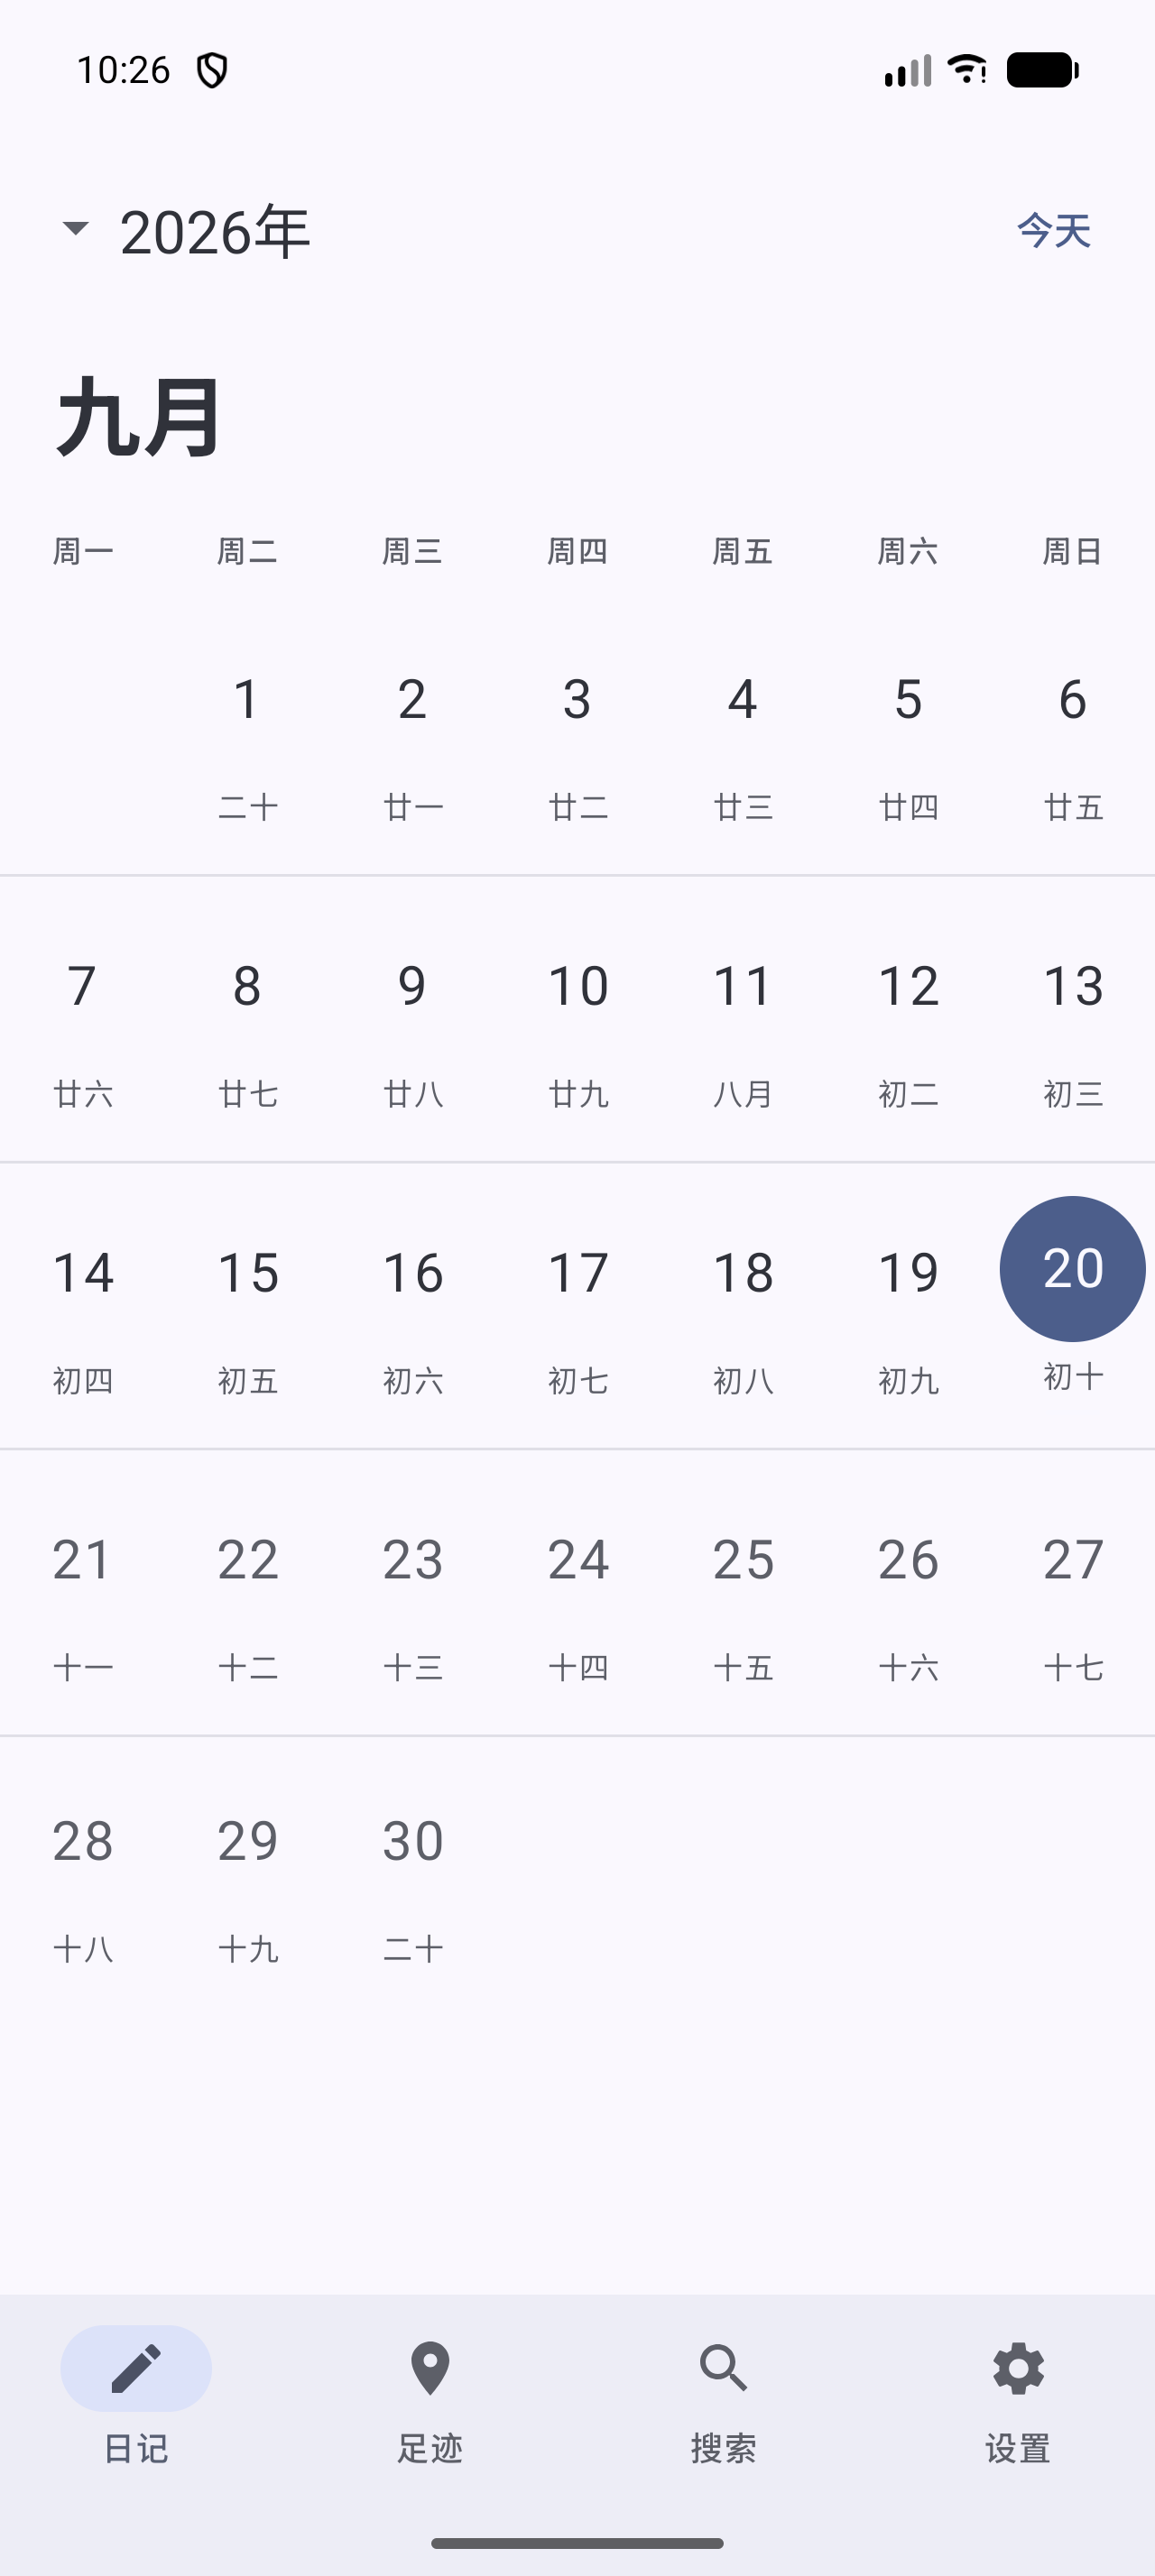 10:26
2026年 今天
九月
周一 周二 周三 周四 周五 周六 周日
1 2 3 4 5 6
二十 廿一 廿二 廿三 廿四 廿五
7 8 9 10 11 12 13
廿六 廿七 廿八 廿九 八月 初二 初三
14 15 16 17 18 19 20
初四 初五 初六 初七 初八 初九 初十
21 22 23 24 25 26 27
十一 十二 十三 十四 十五 十六 十七
28 29 30
十八 十九 二十
日记 足迹 搜索 设置